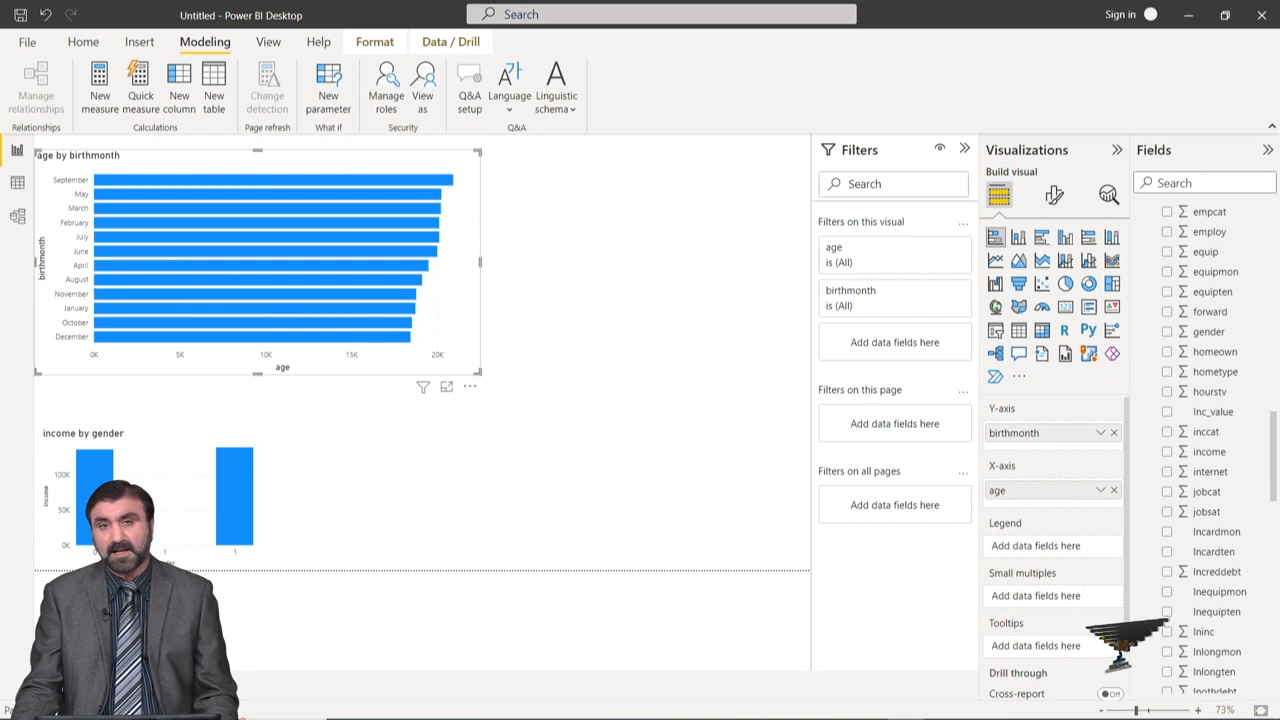 Untitled - Power BI Desktop
Search
Sign in
File
Home
Insert
Modeling
View
Help
Format
Data / Drill
Manage relationships
New measure
Quick measure
New column
New table
Change detection
New parameter
Manage roles
View as
Q&A setup
Language
Linguistic schema
Relationships
Calculations
Page refresh
What if
Security
Q&A
age by birthmonth
September
May
March
February
July
June
April
August
November
January
October
December
birthmonth
0K
5K
10K
15K
20K
age
income by gender
100K
50K
0K
income
1
1
Filters
Search
Filters on this visual
age
is (All)
birthmonth
is (All)
Add data fields here
Filters on this page
Add data fields here
Filters on all pages
Add data fields here
Visualizations
Build visual
123
R
Py
Y-axis
birthmonth
X-axis
age
Legend
Add data fields here
Small multiples
Add data fields here
Tooltips
Add data fields here
Drill through
Cross-report
Off
Fields
Search
empcat
employ
equip
equipmon
equipten
forward
gender
homeown
hometype
hourstv
Inc_value
inccat
income
internet
jobcat
jobsat
lncardmon
lncardten
lncreddebt
lnequipmon
lnequipten
lninc
lnlongmon
lnlongten
lnothdebt
73%